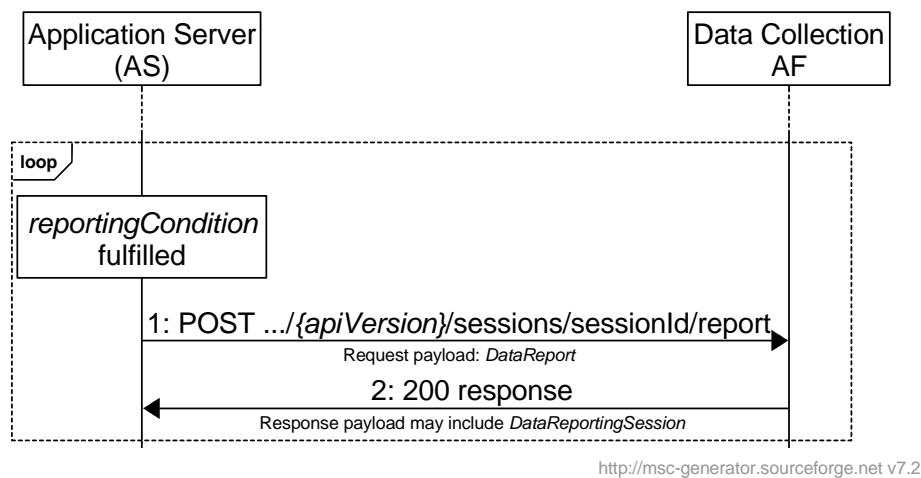 Application Server
(AS)
Data Collection
AF
loop
reportingCondition
fulfilled
1: POST .../{apiVersion}/sessions/sessionId/report
Request payload: DataReport
2: 200 response
Response payload may include DataReportingSession
http://msc-generator.sourceforge.net v7.2